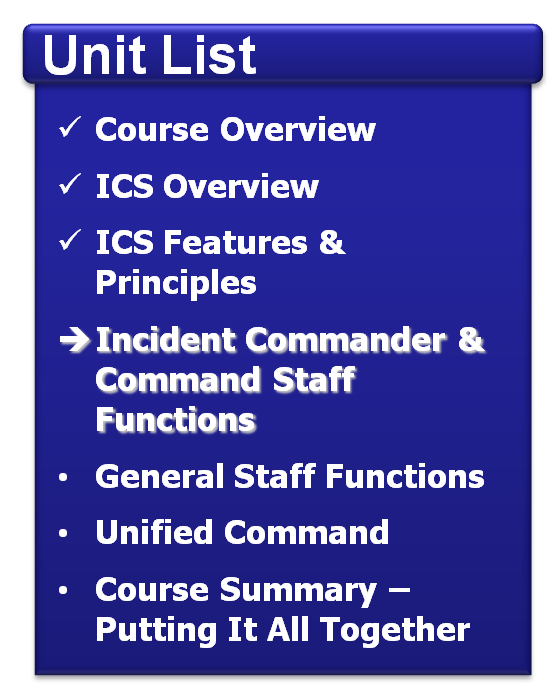 Unit List
✓ Course Overview
✓ ICS Overview
✓ ICS Features &
Principles
➔ Incident Commander &
Command Staff
Functions
• General Staff Functions
• Unified Command
• Course Summary –
Putting It All Together